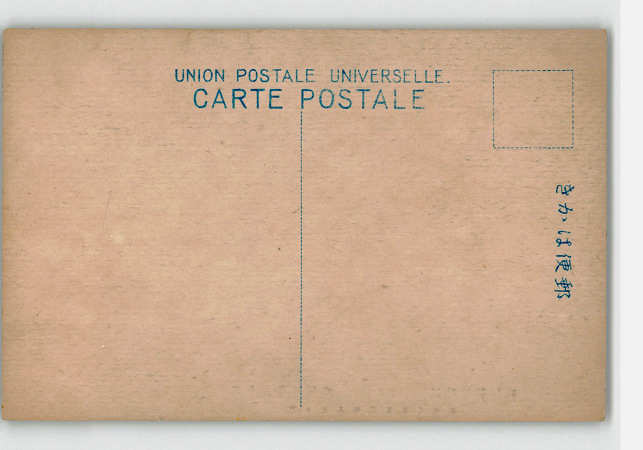 UNION POSTALE UNIVERSELLE.
CARTE POSTALE
郵便はかき